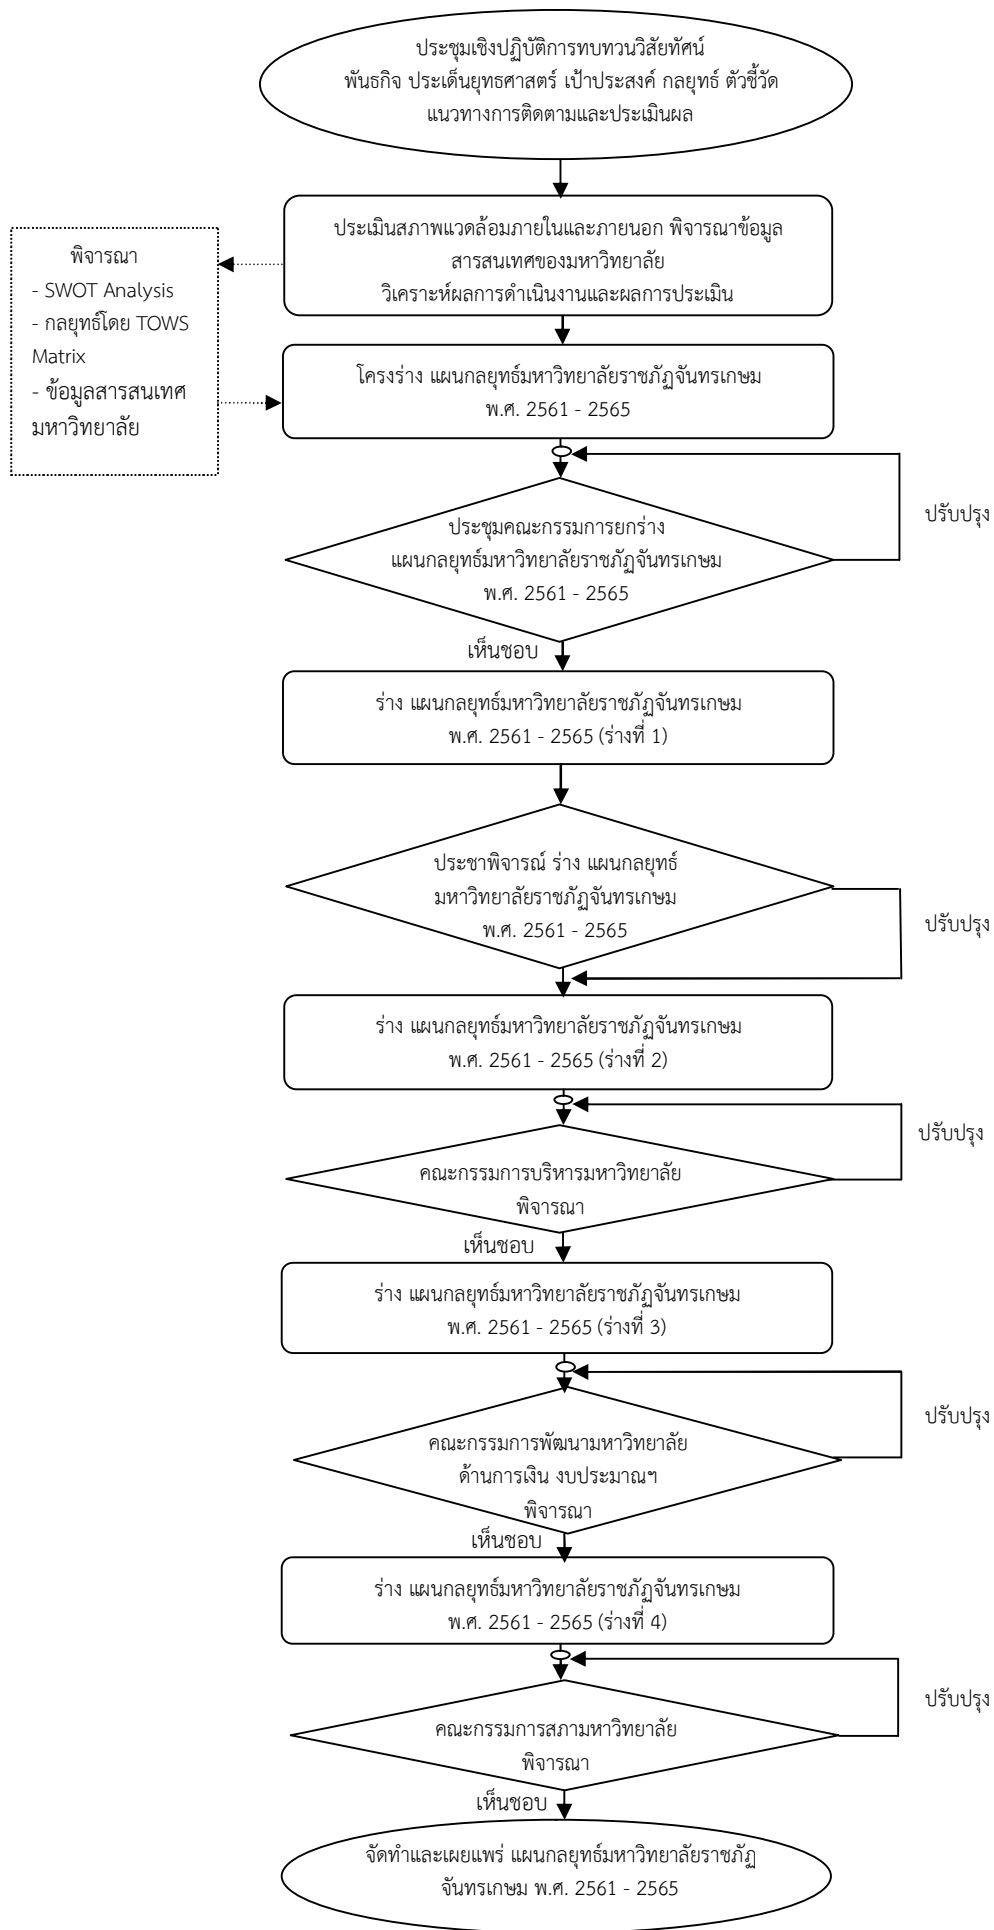 ประชุมเชิงปฏิบัติการทบทวนวิสัยทัศน์
พันธกิจ ประเด็นยุทธศาสตร์ เป้าประสงค์ กลยุทธ์ ตัวชี้วัด
แนวทางการติดตามและประเมินผล
ประเมินสภาพแวดล้อมภายในและภายนอก พิจารณาข้อมูล
สารสนเทศของมหาวิทยาลัย
วิเคราะห์ผลการดำเนินงานและผลการประเมิน
พิจารณา
- SWOT Analysis
- กลยุทธ์โดย TOWS
Matrix
- ข้อมูลสารสนเทศ
มหาวิทยาลัย
โครงร่าง แผนกลยุทธ์มหาวิทยาลัยราชภัฏจันทรเกษม
พ.ศ. 2561 - 2565
ปรับปรุง
ประชุมคณะกรรมการยกร่าง
แผนกลยุทธ์มหาวิทยาลัยราชภัฏจันทรเกษม
พ.ศ. 2561 - 2565
เห็นชอบ
ร่าง แผนกลยุทธ์มหาวิทยาลัยราชภัฏจันทรเกษม
พ.ศ. 2561 - 2565 (ร่างที่ 1)
ประชาพิจารณ์ ร่าง แผนกลยุทธ์
มหาวิทยาลัยราชภัฏจันทรเกษม
พ.ศ. 2561 - 2565
ปรับปรุง
ร่าง แผนกลยุทธ์มหาวิทยาลัยราชภัฏจันทรเกษม
พ.ศ. 2561 - 2565 (ร่างที่ 2)
ปรับปรุง
คณะกรรมการบริหารมหาวิทยาลัย
พิจารณา
เห็นชอบ
ร่าง แผนกลยุทธ์มหาวิทยาลัยราชภัฏจันทรเกษม
พ.ศ. 2561 - 2565 (ร่างที่ 3)
ปรับปรุง
คณะกรรมการพัฒนามหาวิทยาลัย
ด้านการเงิน งบประมาณฯ
พิจารณา
เห็นชอบ
ร่าง แผนกลยุทธ์มหาวิทยาลัยราชภัฏจันทรเกษม
พ.ศ. 2561 - 2565 (ร่างที่ 4)
ปรับปรุง
คณะกรรมการสภามหาวิทยาลัย
พิจารณา
เห็นชอบ
จัดทำและเผยแพร่ แผนกลยุทธ์มหาวิทยาลัยราชภัฏ
จันทรเกษม พ.ศ. 2561 - 2565